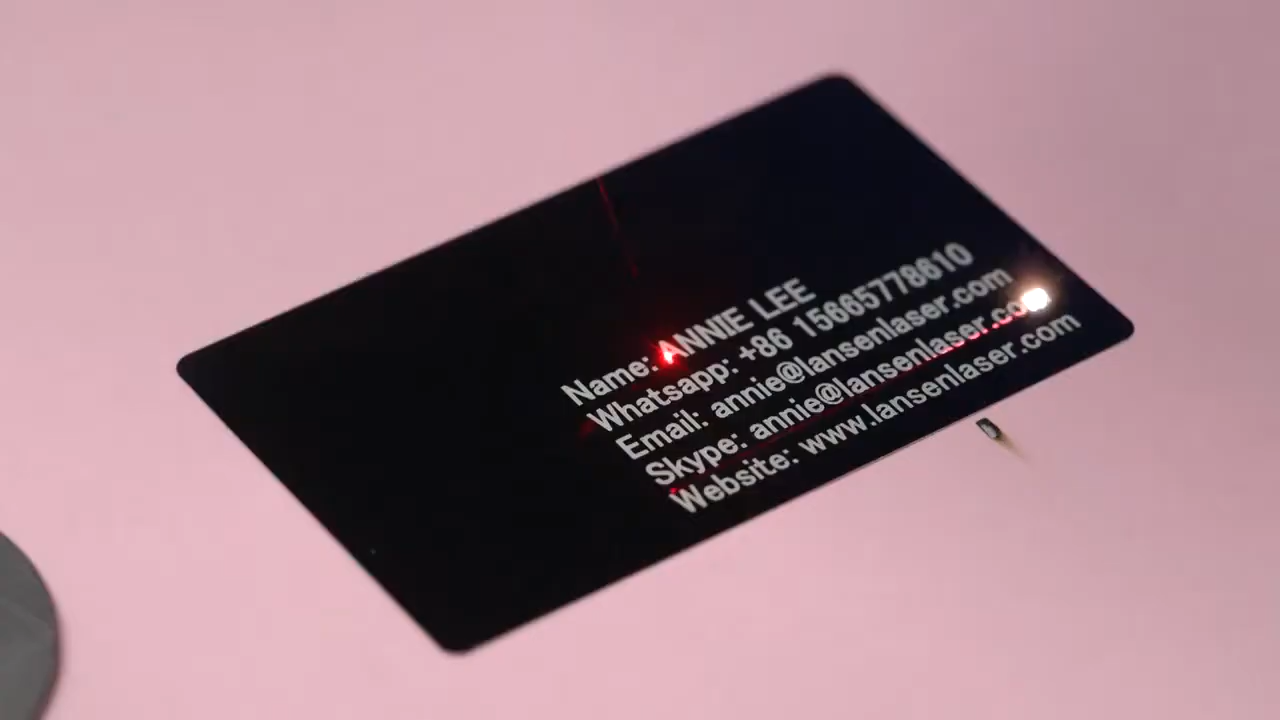 Name: ANNIE LEE
Whatsapp: +86 15665778610
Email: annie@lansenlaser.com
Skype: annie@lansenlaser.com
Website: www.lansenlaser.com